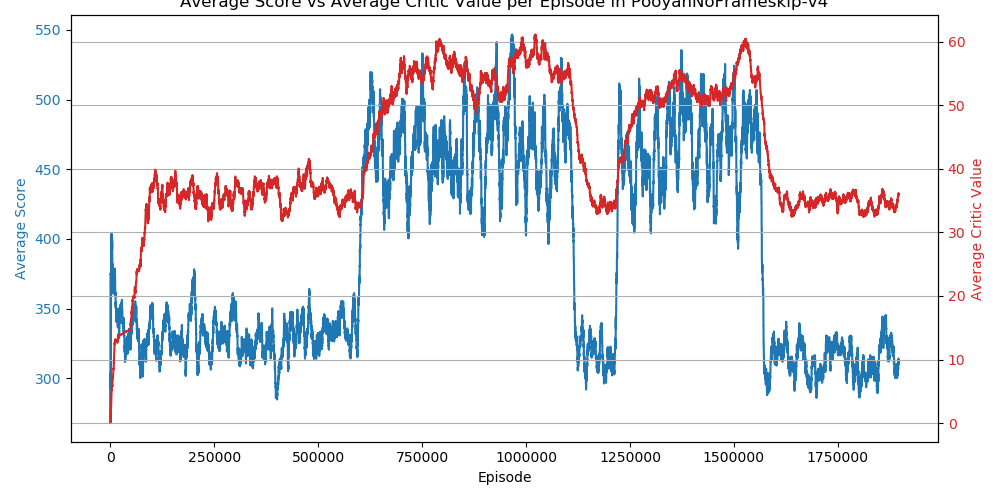 Average Score vs Average Critic Value per Episode in PooyanNoFrameskip-v4
550
500
450
400
350
300
Average Score
60
50
40
30
20
10
0
Average Critic Value
0 250000 500000 750000 1000000 1250000 1500000 1750000
Episode